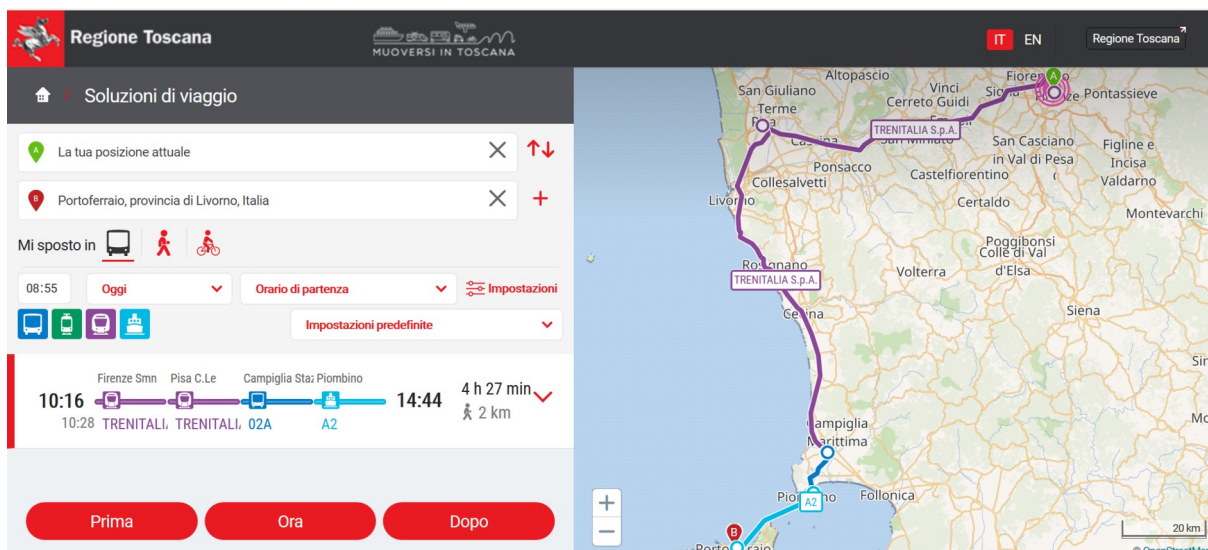 Regione Toscana
MUOVERSI IN TOSCANA
IT EN
Regione Toscana
Soluzioni di viaggio
A La tua posizione attuale
B Portoferraio, provincia di Livorno, Italia
Mi sposto in
08:55 Oggi Orario di partenza Impostazioni
Impostazioni predefinite
Firenze Smn Pisa C.Le Campiglia Staz Piombino
10:16 14:44 4 h 27 min
10:28 TRENITALI TRENITALI 02A A2 2 km
Prima Ora Dopo
Altopascio
A
San Giuliano
Terme
Vinci
Cerreto Guidi
Pontassieve
TRENITALIA S.p.A.
San Casciano
in Val di Pesa
Figline e
Incisa
Valdarno
Ponsacco
Collesalvetti
Castelfiorentino
Certaldo
Montevarchi
Poggibonsi
Colle di Val
d'Elsa
Volterra
TRENITALIA S.p.A.
Siena
Marittima
A2
Follonica
B
+
−
20 km